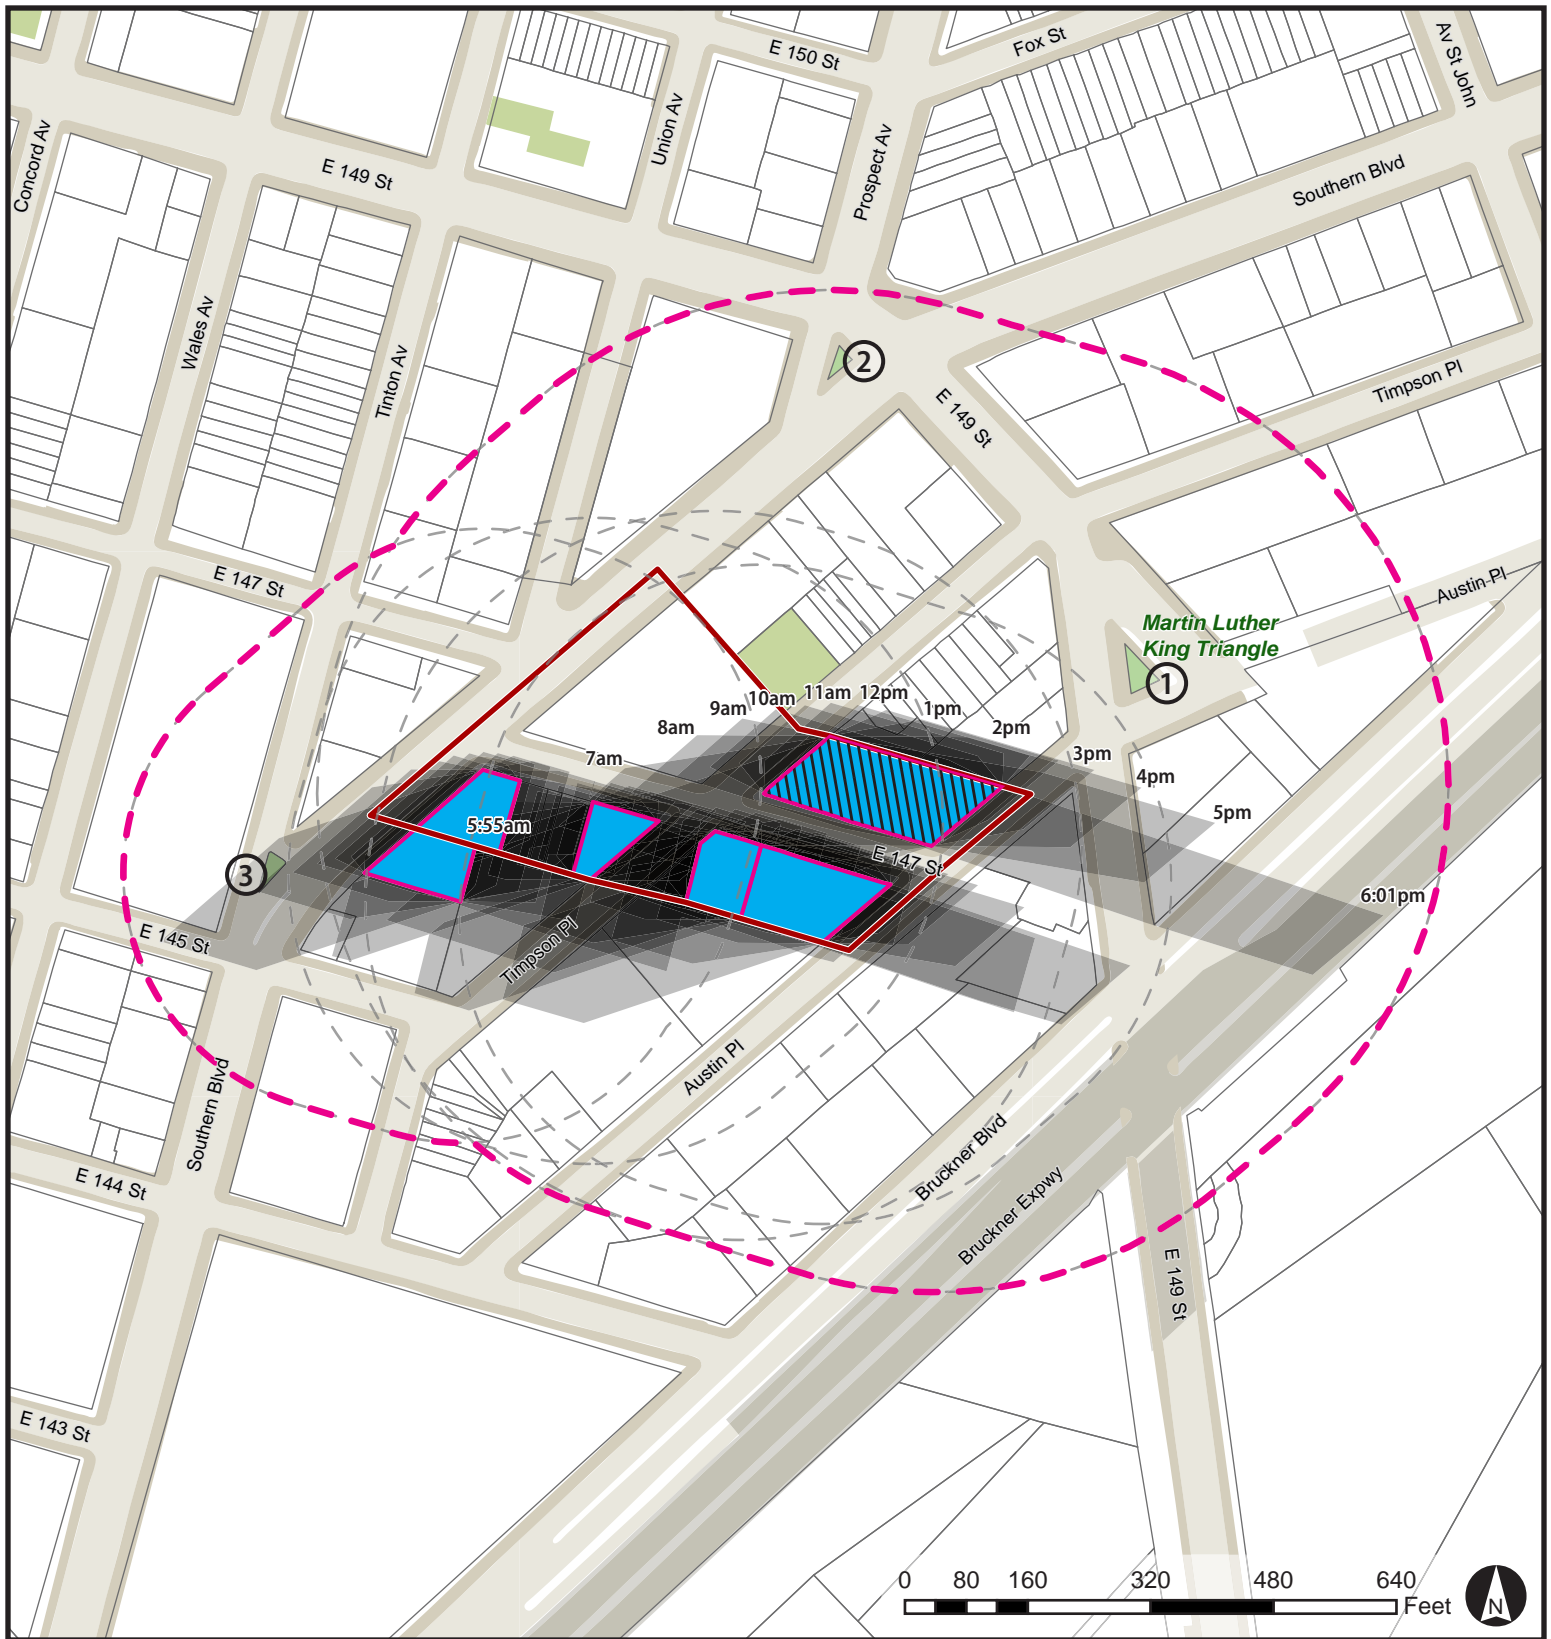 E 150 St
Fox St
Av St John
Concord Av
E 149 St
Union Av
Prospect Av
Southern Blvd
Wales Av
Tinton Av
2
E 149 St
Timpson Pl
E 147 St
Austin Pl
Martin Luther
King Triangle
1
10am
11am
12pm
9am
1pm
8am
2pm
7am
3pm
4pm
5pm
5:55am
E 147 St
3
6:01pm
E 145 St
Timpson Pl
Austin Pl
Southern Blvd
Bruckner Blvd
E 144 St
Bruckner Expwy
E 149 St
E 143 St
0 80 160 320 480 640
Feet
N